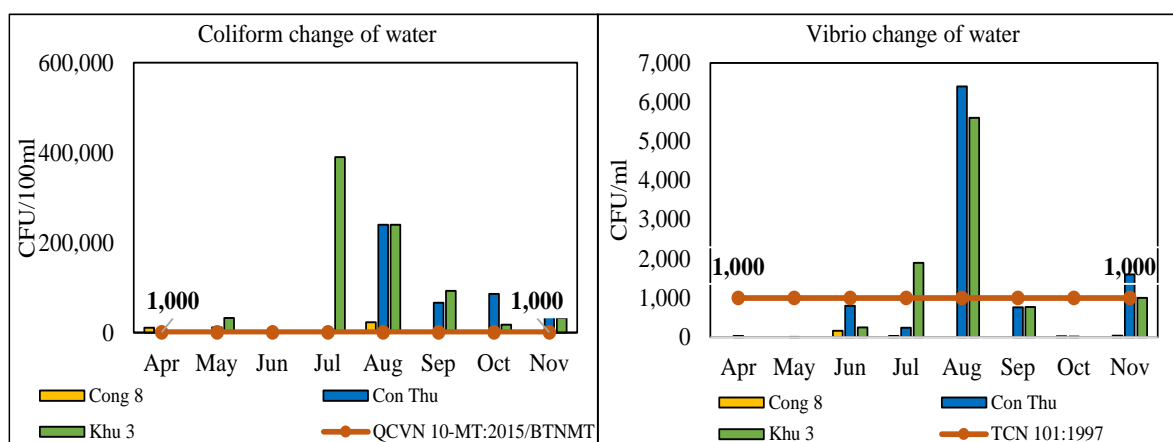 Coliform change of water
600,000
400,000
200,000
0
CFU/100ml
1,000
1,000
Apr May Jun Jul Aug Sep Oct Nov
Cong 8
Con Thu
Khu 3
QCVN 10-MT:2015/BTNMT
Vibrio change of water
7,000
6,000
5,000
4,000
3,000
2,000
1,000
0
CFU/ml
1,000
1,000
Apr May Jun Jul Aug Sep Oct Nov
Cong 8
Con Thu
Khu 3
TCN 101:1997